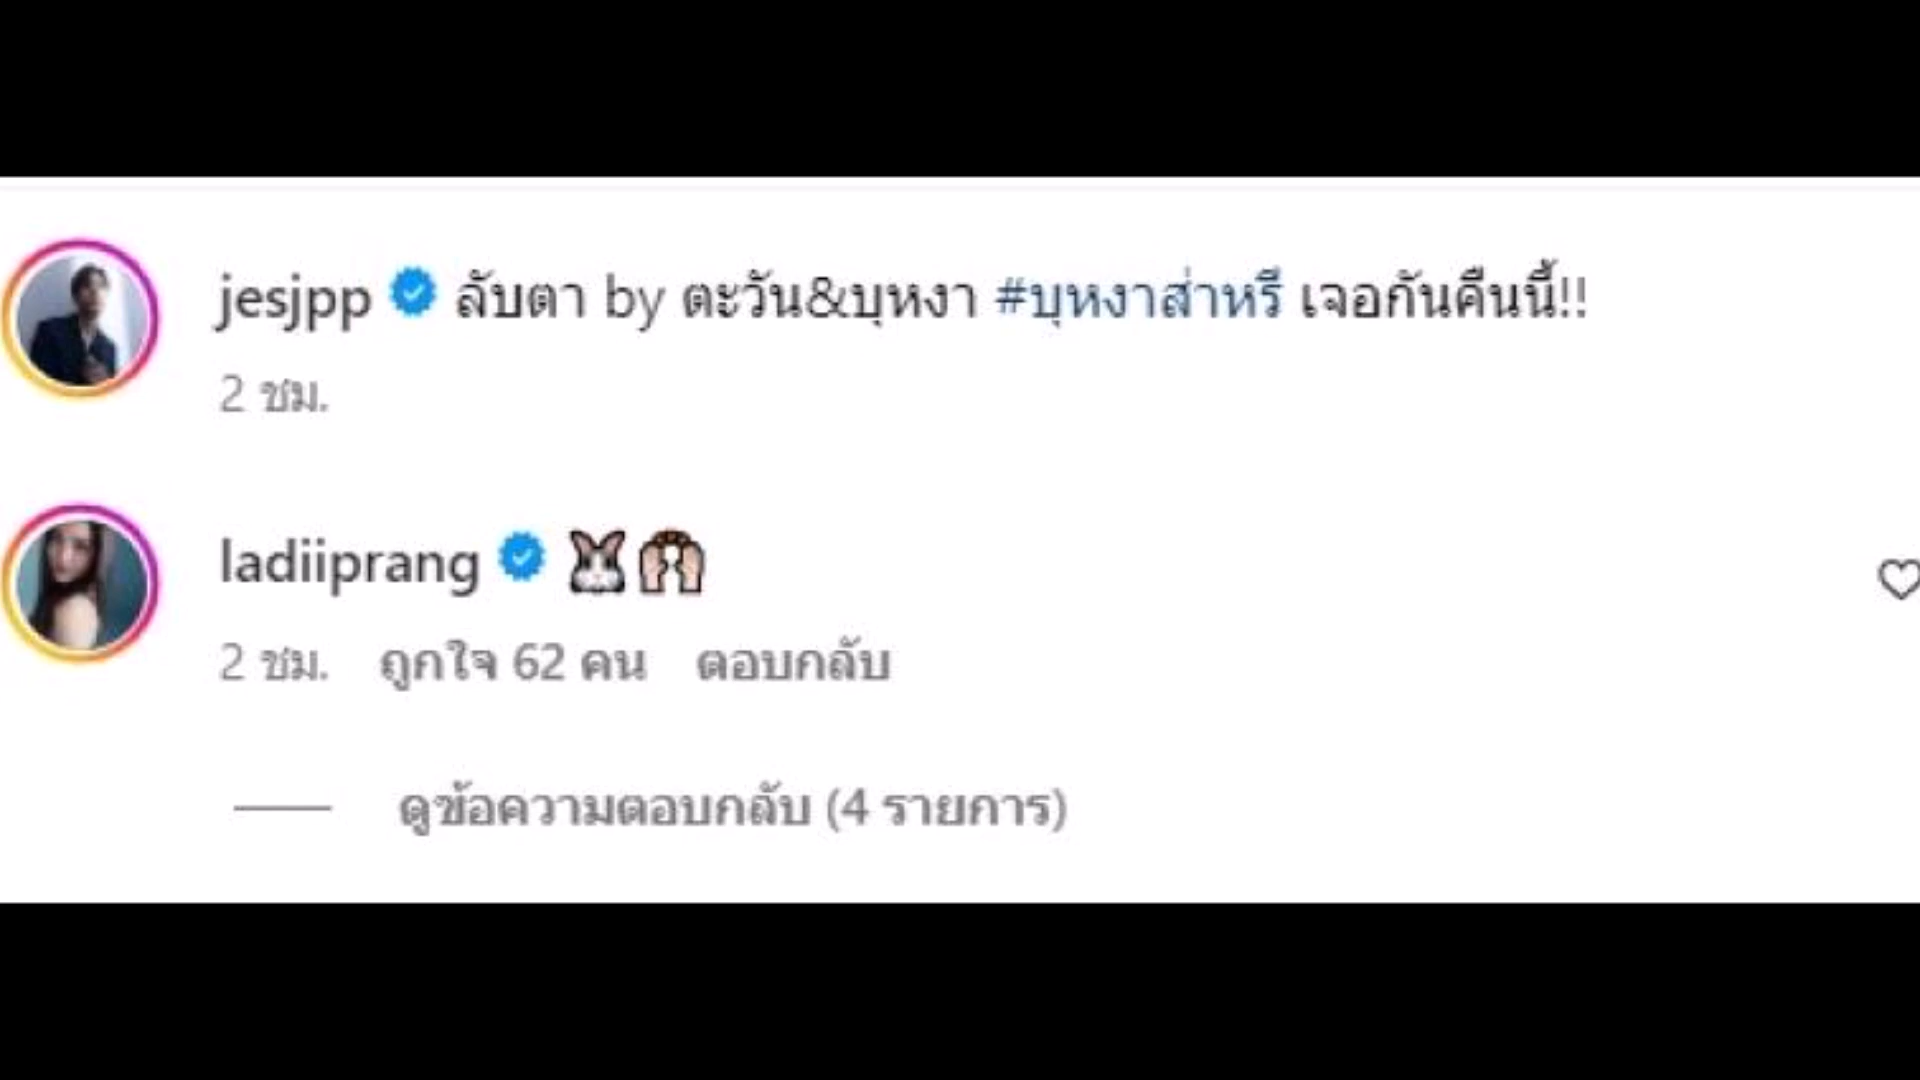 jesjpp ลับตา by ตะวัน&บุหงา #บุหงาส่าหรี เจอกันคืนนี้!!
2 ชม.
ladiiprang 🐰🙌
2 ชม. ถูกใจ 62 คน ตอบกลับ
ดูข้อความตอบกลับ (4 รายการ)